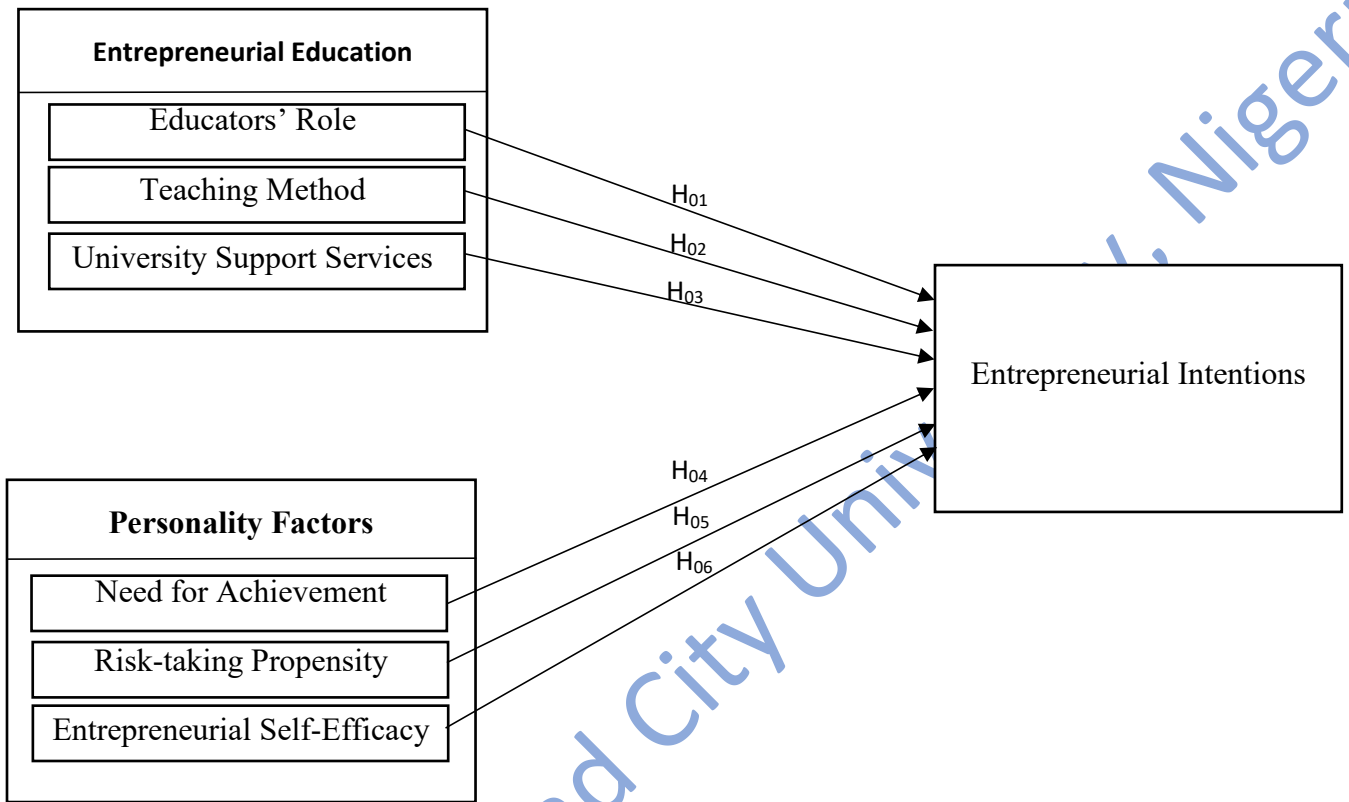 Entrepreneurial Education
Educators’ Role
Teaching Method
University Support Services
H01
H02
H03
Entrepreneurial Intentions
Personality Factors
Need for Achievement
Risk-taking Propensity
Entrepreneurial Self-Efficacy
H04
H05
H06
City